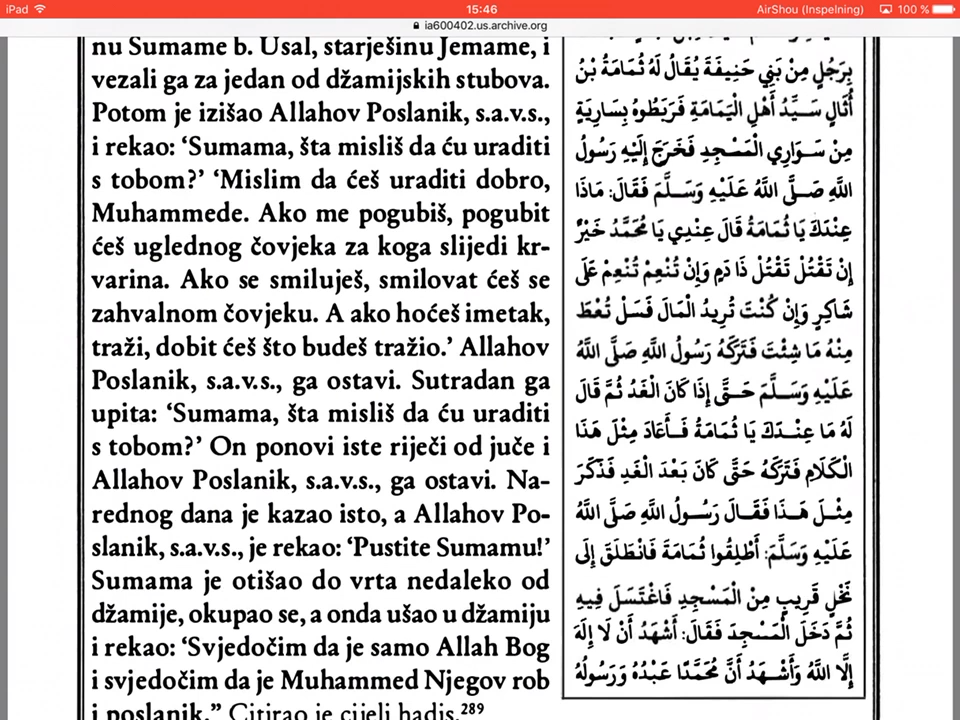 iPad
15:46
AirShou (Inspelning)
100 %
ia600402.us.archive.org
nu Sumame b. Usal, starješinu Jemame, i
vezali ga za jedan od džamijskih stubova.
Potom je izišao Allahov Poslanik, s.a.v.s.,
i rekao: ‘Sumama, šta misliš da ću uraditi
s tobom?’ ‘Mislim da ćeš uraditi dobro,
Muhammede. Ako me pogubiš, pogubit
ćeš uglednog čovjeka za koga slijedi kr-
varina. Ako se smiluješ, smilovat ćeš se
zahvalnom čovjeku. A ako hoćeš imetak,
traži, dobit ćeš što budeš tražio.’ Allahov
Poslanik, s.a.v.s., ga ostavi. Sutradan ga
upita: ‘Sumama, šta misliš da ću uraditi
s tobom?’ On ponovi iste riječi od juče i
Allahov Poslanik, s.a.v.s., ga ostavi. Na-
rednog dana je kazao isto, a Allahov Po-
slanik, s.a.v.s., je rekao: ‘Pustite Sumamu!’
Sumama je otišao do vrta nedaleko od
džamije, okupao se, a onda ušao u džamiju
i rekao: ‘Svjedočim da je samo Allah Bog
i svjedočim da je Muhammed Njegov rob
i poslanik.” Citirao je cijeli hadis.289
بِرَجُلٍ مِنْ بَنِي حَنِيفَةَ يُقَالُ لَهُ ثُمَامَةُ بْنُ
أُثَالٍ سَيِّدُ أَهْلِ الْيَمَامَةِ فَرَبَطُوهُ بِسَارِيَةٍ
مِنْ سَوَارِي الْمَسْجِدِ فَخَرَجَ إِلَيْهِ رَسُولُ
اللَّهِ صَلَّى اللَّهُ عَلَيْهِ وَسَلَّمَ فَقَالَ: مَاذَا
عِنْدَكَ يَا ثُمَامَةُ قَالَ عِنْدِي يَا مُحَمَّدُ خَيْرٌ
إِنْ تَقْتُلْ تَقْتُلْ ذَا دَمٍ وَإِنْ تُنْعِمْ تُنْعِمْ عَلَى
شَاكِرٍ وَإِنْ كُنْتَ تُرِيدُ الْمَالَ فَسَلْ تُعْطَ
مِنْهُ مَا شِئْتَ فَتَرَكَهُ رَسُولُ اللَّهِ صَلَّى اللَّهُ
عَلَيْهِ وَسَلَّمَ حَتَّى إِذَا كَانَ الْغَدُ ثُمَّ قَالَ
لَهُ مَا عِنْدَكَ يَا ثُمَامَةُ فَأَعَادَ مِثْلَ هَذَا
الْكَلَامِ فَتَرَكَهُ حَتَّى كَانَ بَعْدَ الْغَدِ فَذَكَرَ
مِثْلَ هَذَا فَقَالَ رَسُولُ اللَّهِ صَلَّى اللَّهُ
عَلَيْهِ وَسَلَّمَ: أَطْلِقُوا ثُمَامَةَ فَانْطَلَقَ إِلَى
نَخْلٍ قَرِيبٍ مِنْ الْمَسْجِدِ فَاغْتَسَلَ فِيهِ
ثُمَّ دَخَلَ الْمَسْجِدَ فَقَالَ: أَشْهَدُ أَنْ لَا إِلَهَ
إِلَّا اللَّهُ وَأَشْهَدُ أَنَّ مُحَمَّدًا عَبْدُهُ وَرَسُولُهُ